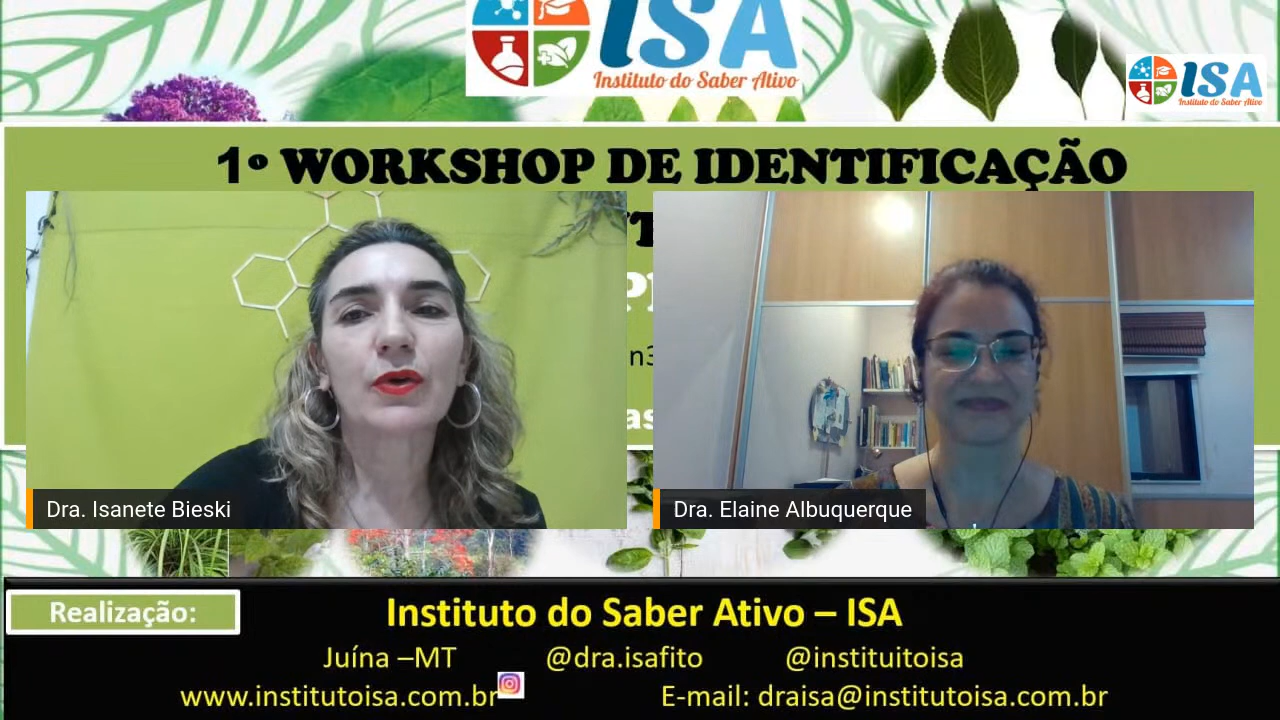 ISA
Instituto do Saber Ativo
ISA
Instituto do Saber Ativo
1º WORKSHOP DE IDENTIFICAÇÃO
Dra. Isanete Bieski
Dra. Elaine Albuquerque
Realização:
Instituto do Saber Ativo – ISA
Juína –MT @dra.isafito @instituitoisa
www.institutoisa.com.br E-mail: draisa@institutoisa.com.br